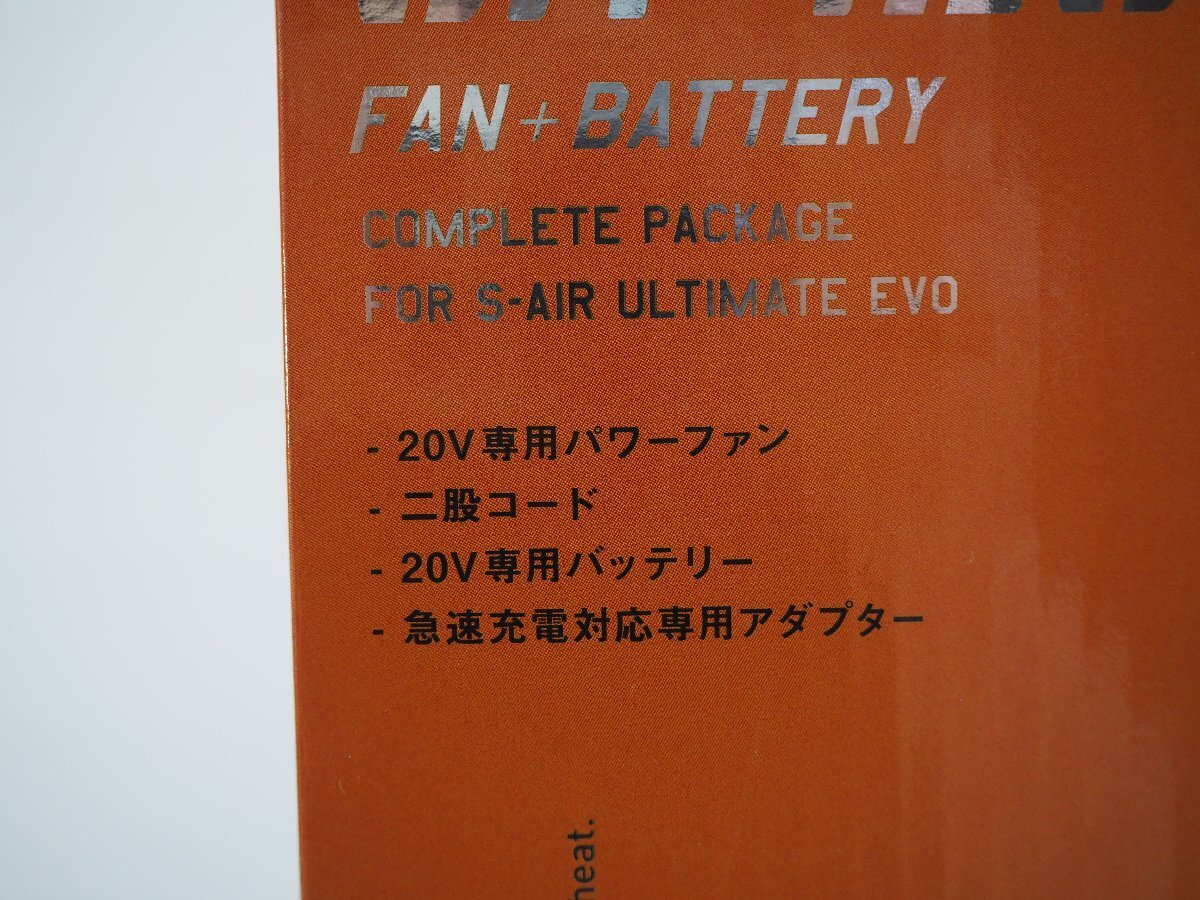 FAN+BATTERY
COMPLETE PACKAGE
FOR S-AIR ULTIMATE EVO
- 20V専用パワーファン
- 二股コード
- 20V専用バッテリー
- 急速充電対応専用アダプター
heat.